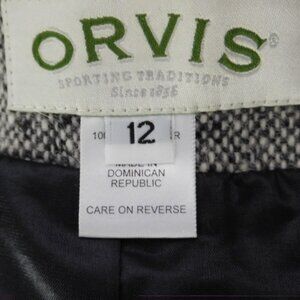 ORVIS®
SPORTING TRADITIONS
Since 1856
12
MADE IN
DOMINICAN
REPUBLIC
CARE ON REVERSE